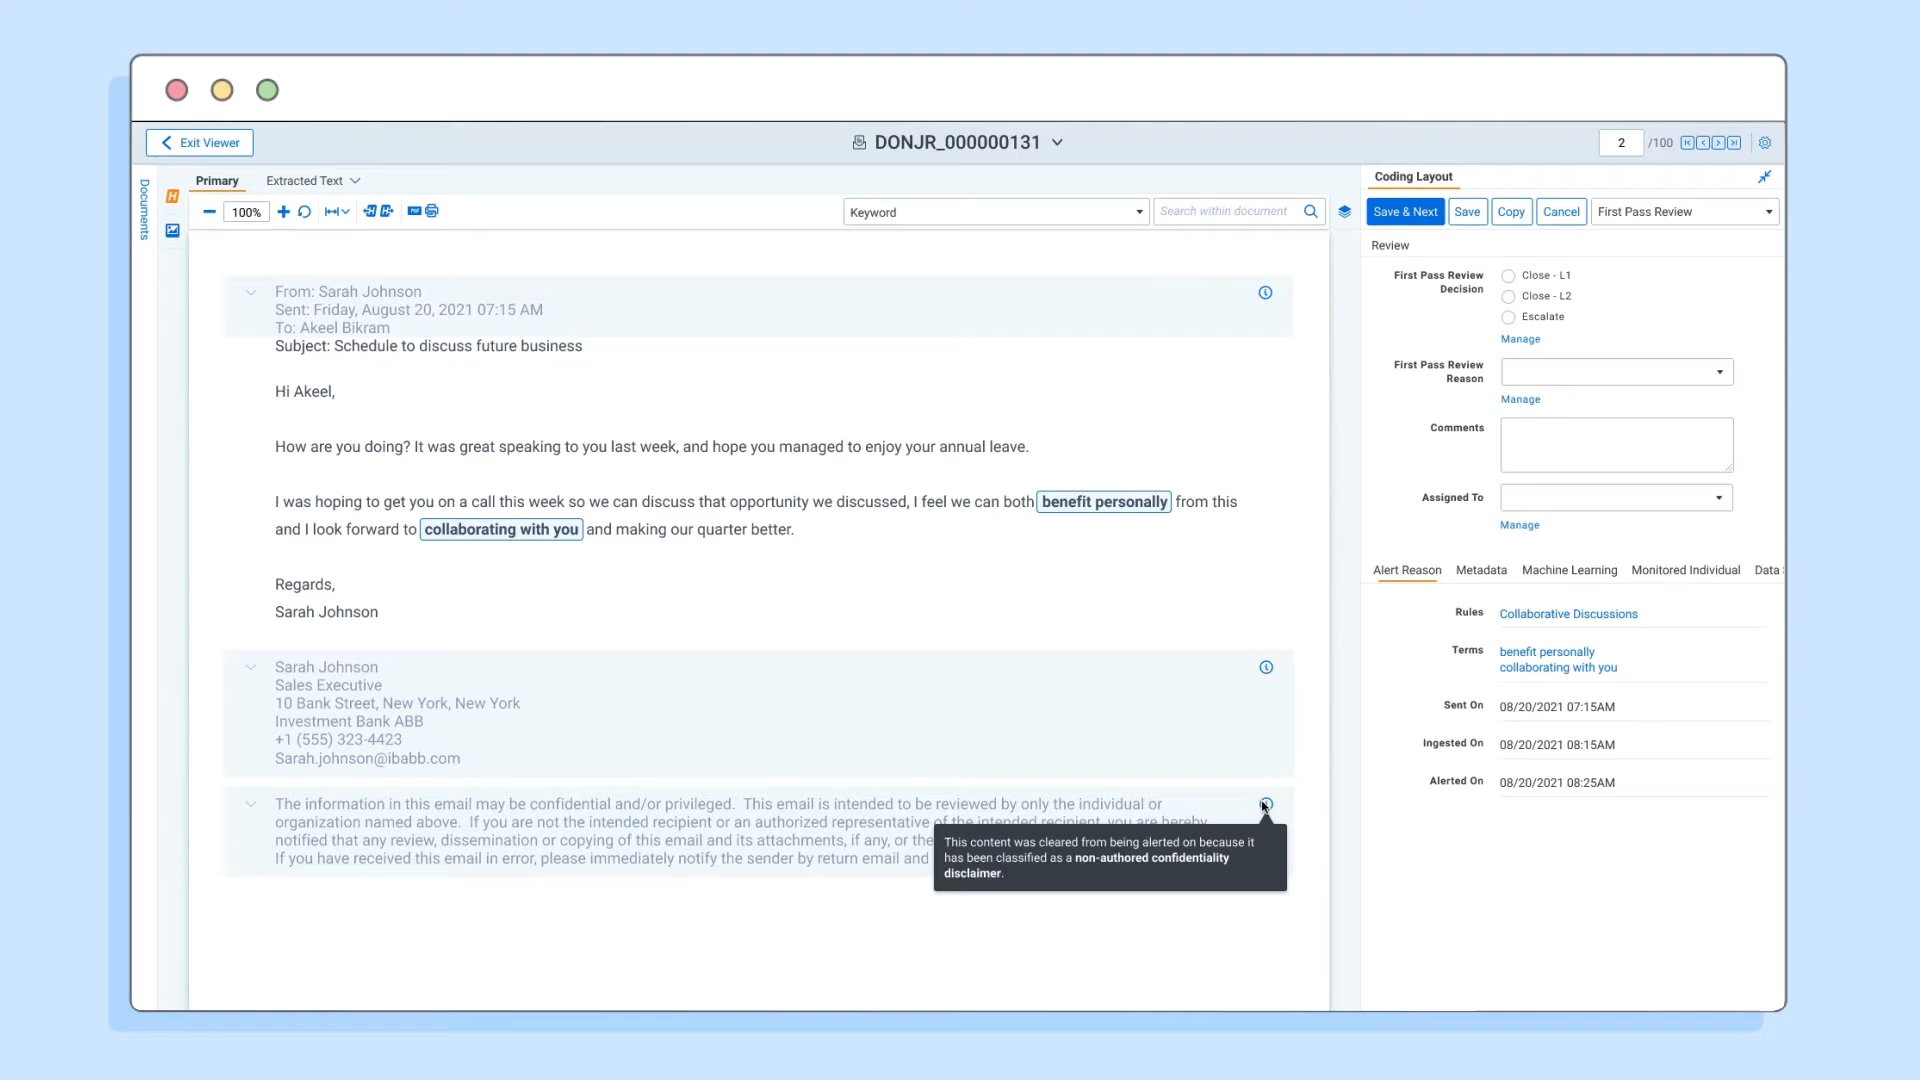 Exit Viewer
DONJR_000000131
2 /100
Documents
Primary
Extracted Text
100%
Keyword
Search within document
From: Sarah Johnson
Sent: Friday, August 20, 2021 07:15 AM
To: Akeel Bikram
Subject: Schedule to discuss future business
Hi Akeel,
How are you doing? It was great speaking to you last week, and hope you managed to enjoy your annual leave.
I was hoping to get you on a call this week so we can discuss that opportunity we discussed, I feel we can both benefit personally from this
and I look forward to collaborating with you and making our quarter better.
Regards,
Sarah Johnson
Sarah Johnson
Sales Executive
10 Bank Street, New York, New York
Investment Bank ABB
+1 (555) 323-4423
Sarah.johnson@ibabb.com
The information in this email may be confidential and/or privileged.  This email is intended to be reviewed by only the individual or
organization named above.  If you are not the intended recipient or an authorized representative of the intended recipient, you are hereby
notified that any review, dissemination or copying of this email and its attachments, if any, or the
If you have received this email in error, please immediately notify the sender by return email and
This content was cleared from being alerted on because it
has been classified as a non-authored confidentiality
disclaimer.
Coding Layout
Save & Next
Save
Copy
Cancel
First Pass Review
Review
First Pass Review
Decision
Close - L1
Close - L2
Escalate
Manage
First Pass Review
Reason
Manage
Comments
Assigned To
Manage
Alert Reason
Metadata
Machine Learning
Monitored Individual
Data
Rules
Collaborative Discussions
Terms
benefit personally
collaborating with you
Sent On
08/20/2021 07:15AM
Ingested On
08/20/2021 08:15AM
Alerted On
08/20/2021 08:25AM